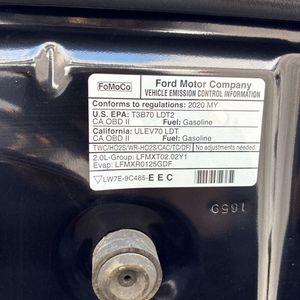 FoMoCo
Ford Motor Company
VEHICLE EMISSION CONTROL INFORMATION
Conforms to regulations: 2020 MY
U.S. EPA: T3B70 LDT2
CA OBD II Fuel: Gasoline
California: ULEV70 LDT
CA OBD II Fuel: Gasoline
TWC/HO2S/WR-HO2S/CAC/TC/DFI No adjustments needed.
2.0L-Group: LFMXT02.02Y1
Evap: LFMXR0125GDF
LW7E-9C485-EEC
1659